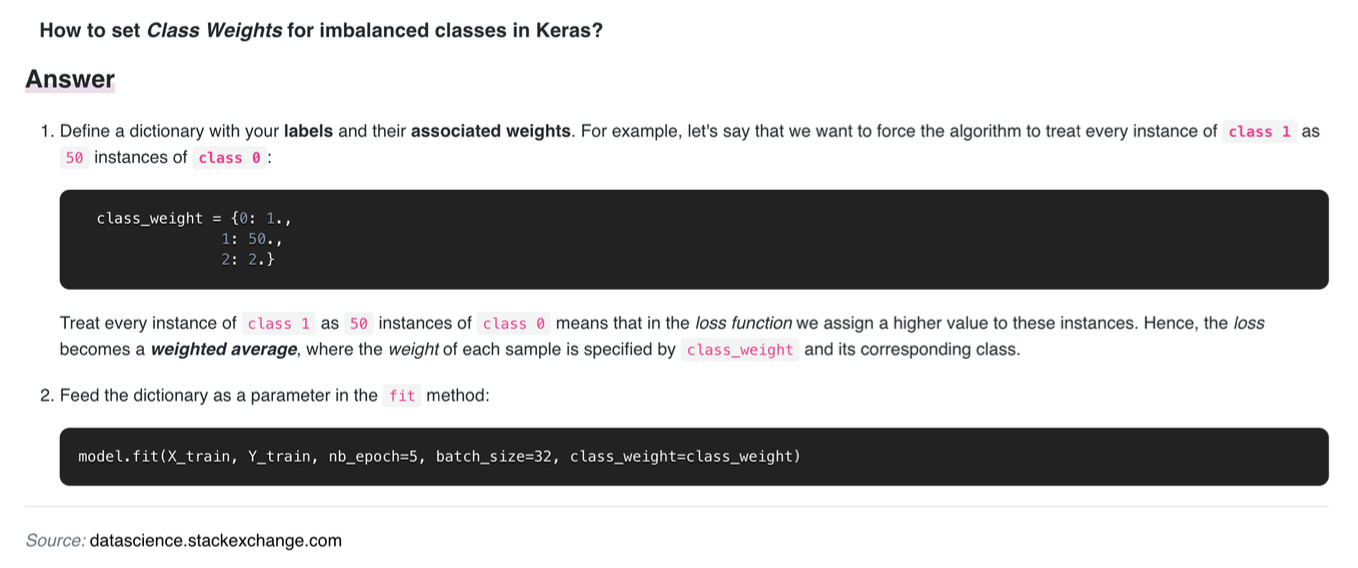 How to set Class Weights for imbalanced classes in Keras?
Answer
1. Define a dictionary with your labels and their associated weights. For example, let's say that we want to force the algorithm to treat every instance of class 1 as
50 instances of class 0 :
class_weight = {0: 1.,
1: 50.,
2: 2.}
Treat every instance of class 1 as 50 instances of class 0 means that in the loss function we assign a higher value to these instances. Hence, the loss
becomes a weighted average, where the weight of each sample is specified by class_weight and its corresponding class.
2. Feed the dictionary as a parameter in the fit method:
model.fit(X_train, Y_train, nb_epoch=5, batch_size=32, class_weight=class_weight)
Source: datascience.stackexchange.com